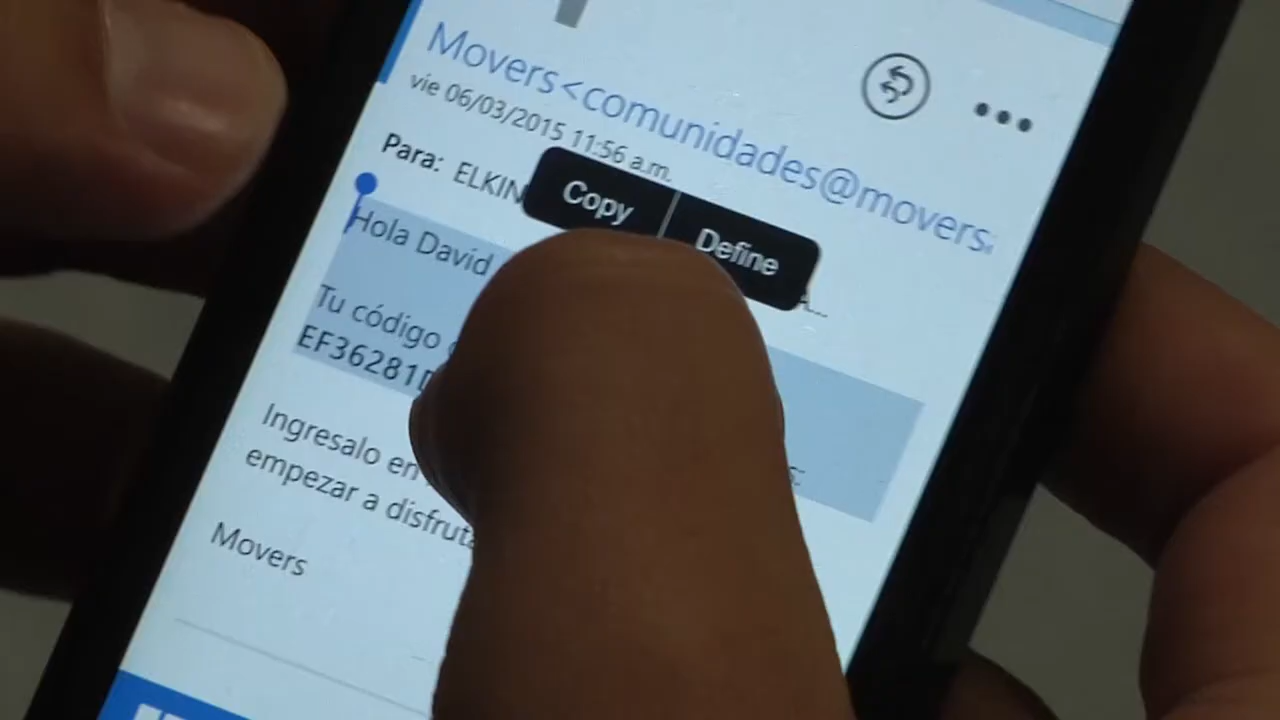 Movers<comunidades@movers
vie 06/03/2015 11:56 a.m.
Para: ELKIN
Copy
Define
Hola David
Tu código
EF36281
Ingresalo en
empezar a
Movers